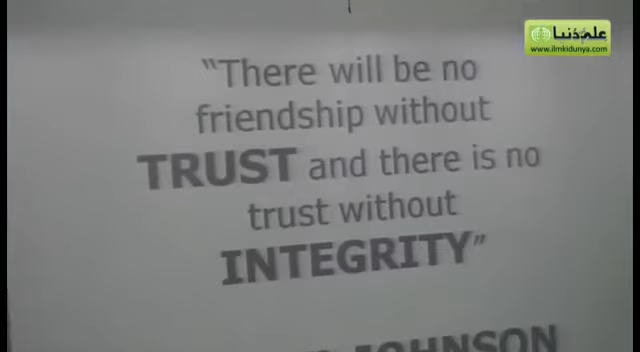 علم کی دنیا
www.ilmkidunya.com
"There will be no
friendship without
TRUST and there is no
trust without
INTEGRITY"
JOHNSON